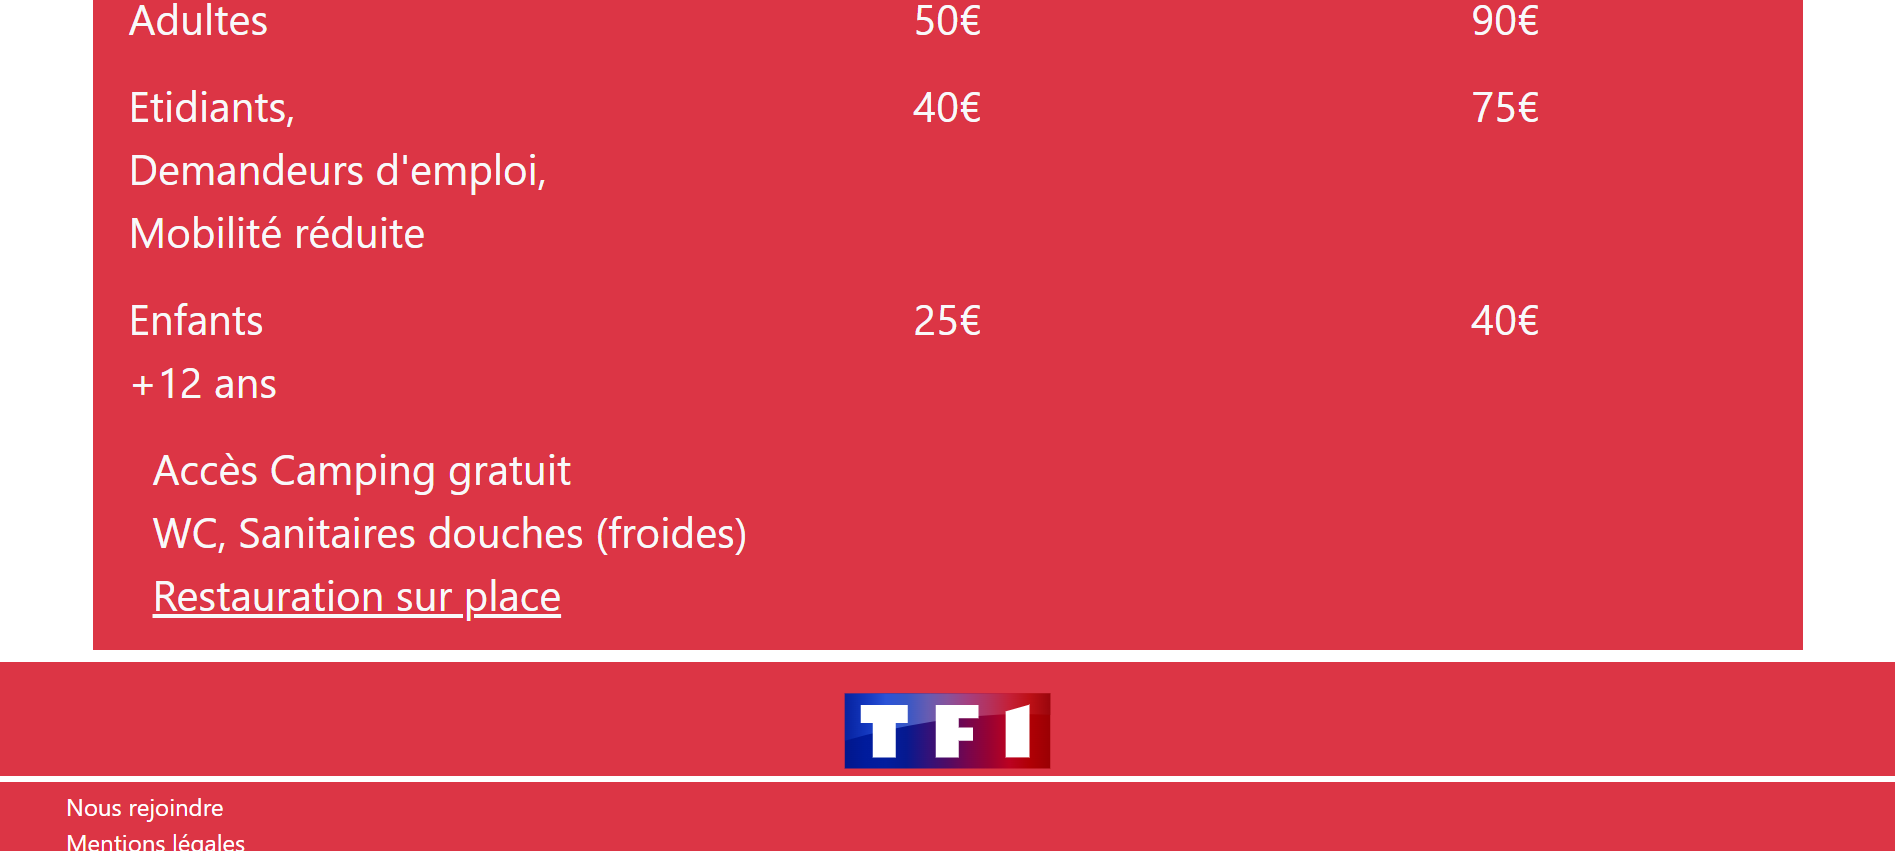 Adultes 50€ 90€
Etidiants, 40€ 75€
Demandeurs d'emploi,
Mobilité réduite
Enfants 25€ 40€
+12 ans
Accès Camping gratuit
WC, Sanitaires douches (froides)
Restauration sur place
TF1
Nous rejoindre
Mentions légales